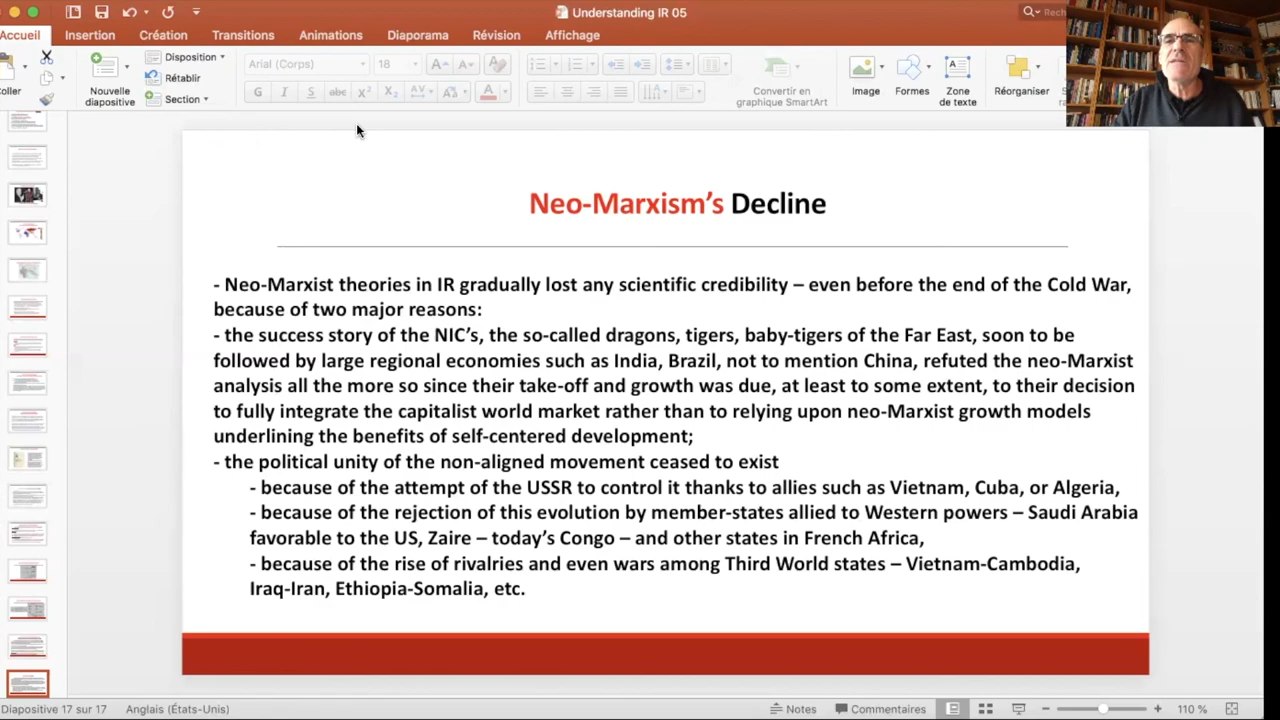 Understanding IR 05
Rech
Accueil
Insertion
Création
Transitions
Animations
Diaporama
Révision
Affichage
Coller
Nouvelle
diapositive
Disposition
Rétablir
Section
Arial (Corps)
18
G I S abc X² X₂ AV Aa A
Convertir en
graphique SmartArt
Image
Formes
Zone
de texte
Réorganiser
Neo-Marxism’s Decline
- Neo-Marxist theories in IR gradually lost any scientific credibility – even before the end of the Cold War,
because of two major reasons:
- the success story of the NIC’s, the so-called dragons, tigers, baby-tigers of the Far East, soon to be
followed by large regional economies such as India, Brazil, not to mention China, refuted the neo-Marxist
analysis all the more so since their take-off and growth was due, at least to some extent, to their decision
to fully integrate the capitalist world market rather than to relying upon neo-Marxist growth models
underlining the benefits of self-centered development;
- the political unity of the non-aligned movement ceased to exist
- because of the attempt of the USSR to control it thanks to allies such as Vietnam, Cuba, or Algeria,
- because of the rejection of this evolution by member-states allied to Western powers – Saudi Arabia
favorable to the US, Zaire – today’s Congo – and other states in French Africa,
- because of the rise of rivalries and even wars among Third World states – Vietnam-Cambodia,
Iraq-Iran, Ethiopia-Somalia, etc.
Diapositive 17 sur 17
Anglais (États-Unis)
Notes
Commentaires
110 %